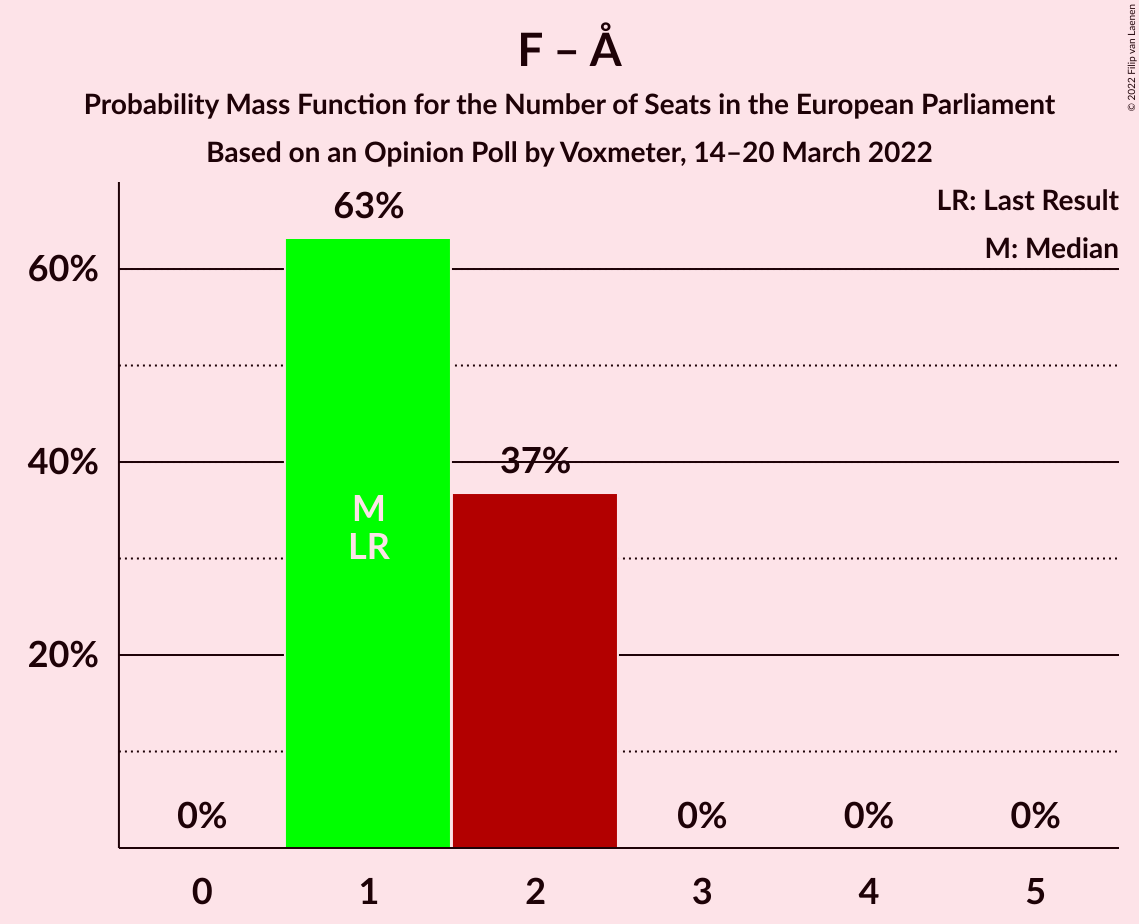 F – Å
Probability Mass Function for the Number of Seats in the European Parliament
Based on an Opinion Poll by Voxmeter, 14–20 March 2022
© 2022 Filip van Laenen
LR: Last Result
M: Median
63%
60%
40%
37%
M
LR
20%
0%
0%
0%
0%
0
1
2
3
4
5